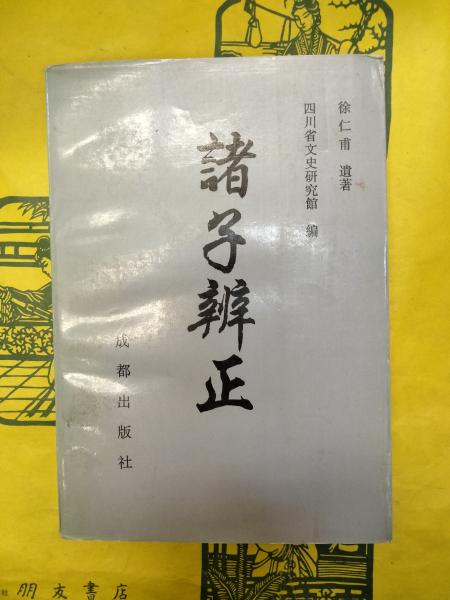 徐仁甫 遺著
四川省文史研究館 編
諸子辨正
成都出版社
社 朋友書店